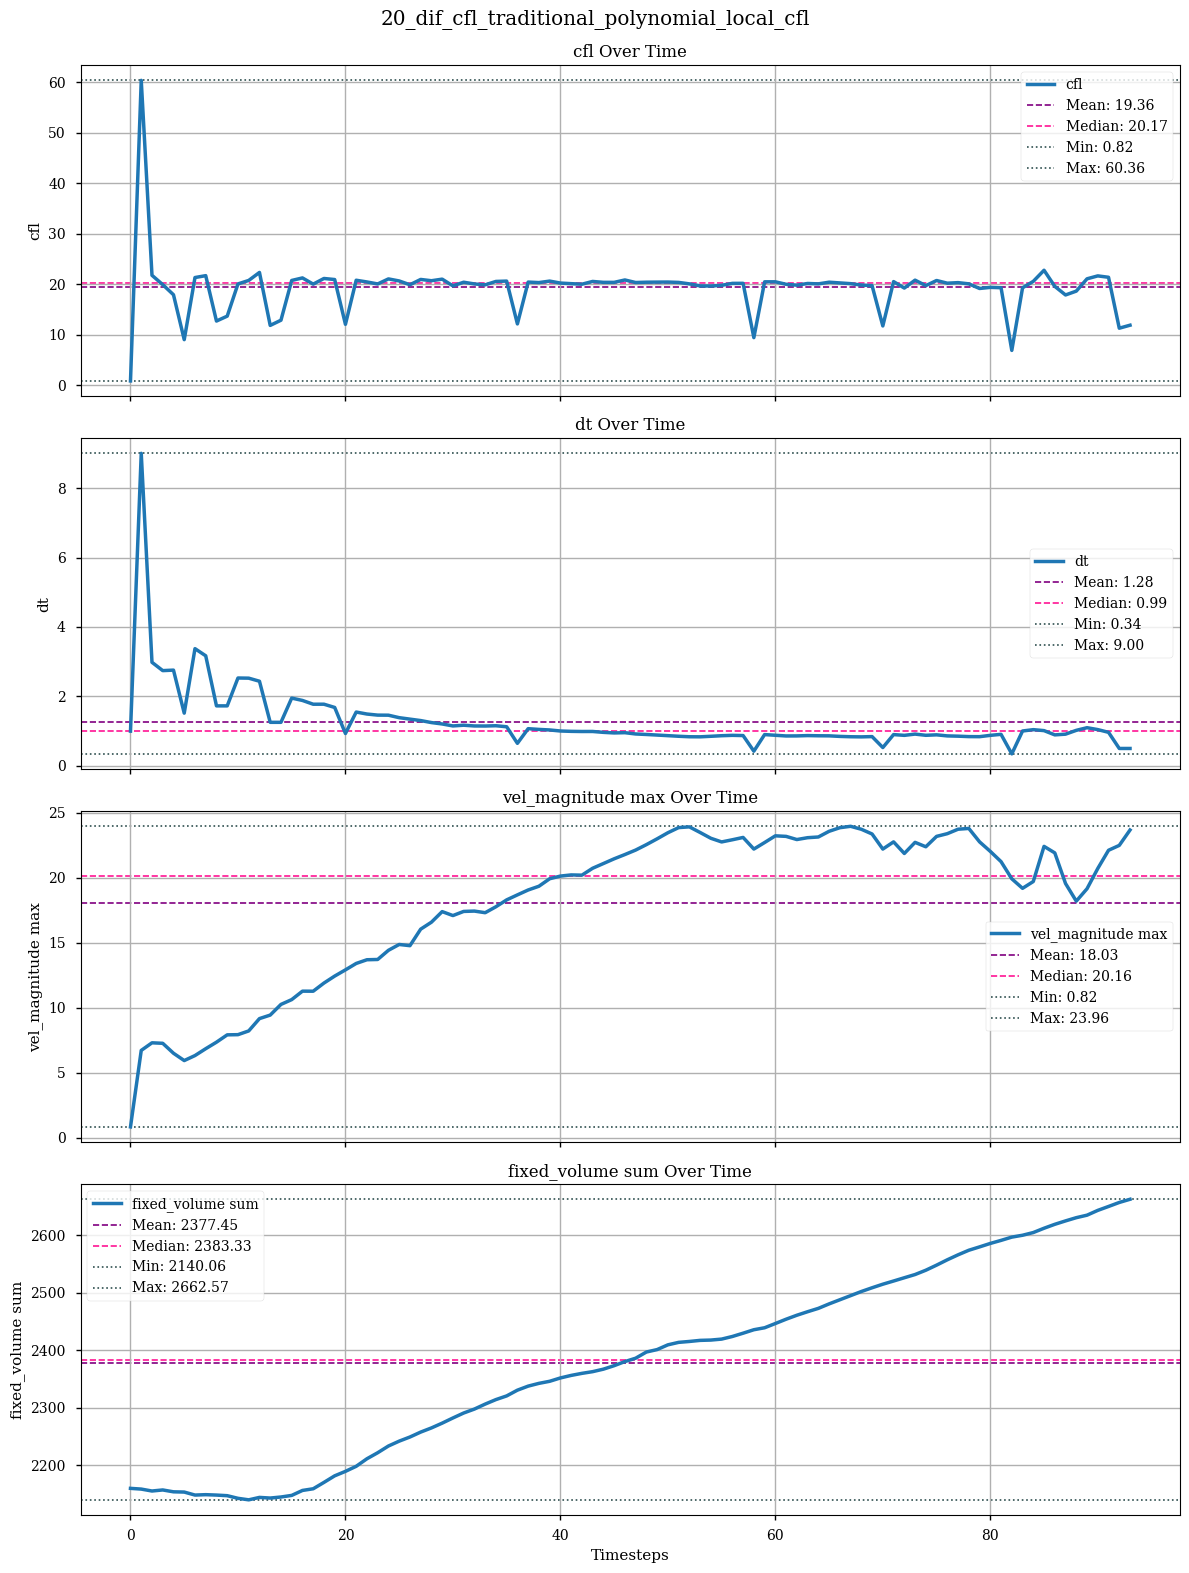 20_dif_cfl_traditional_polynomial_local_cfl
cfl Over Time
cfl
60
50
40
30
20
10
0
cfl
Mean: 19.36
Median: 20.17
Min: 0.82
Max: 60.36
dt Over Time
dt
8
6
4
2
0
dt
Mean: 1.28
Median: 0.99
Min: 0.34
Max: 9.00
vel_magnitude max Over Time
vel_magnitude max
25
20
15
10
5
0
vel_magnitude max
Mean: 18.03
Median: 20.16
Min: 0.82
Max: 23.96
fixed_volume sum Over Time
fixed_volume sum
2600
2500
2400
2300
2200
fixed_volume sum
Mean: 2377.45
Median: 2383.33
Min: 2140.06
Max: 2662.57
0 20 40 60 80
Timesteps